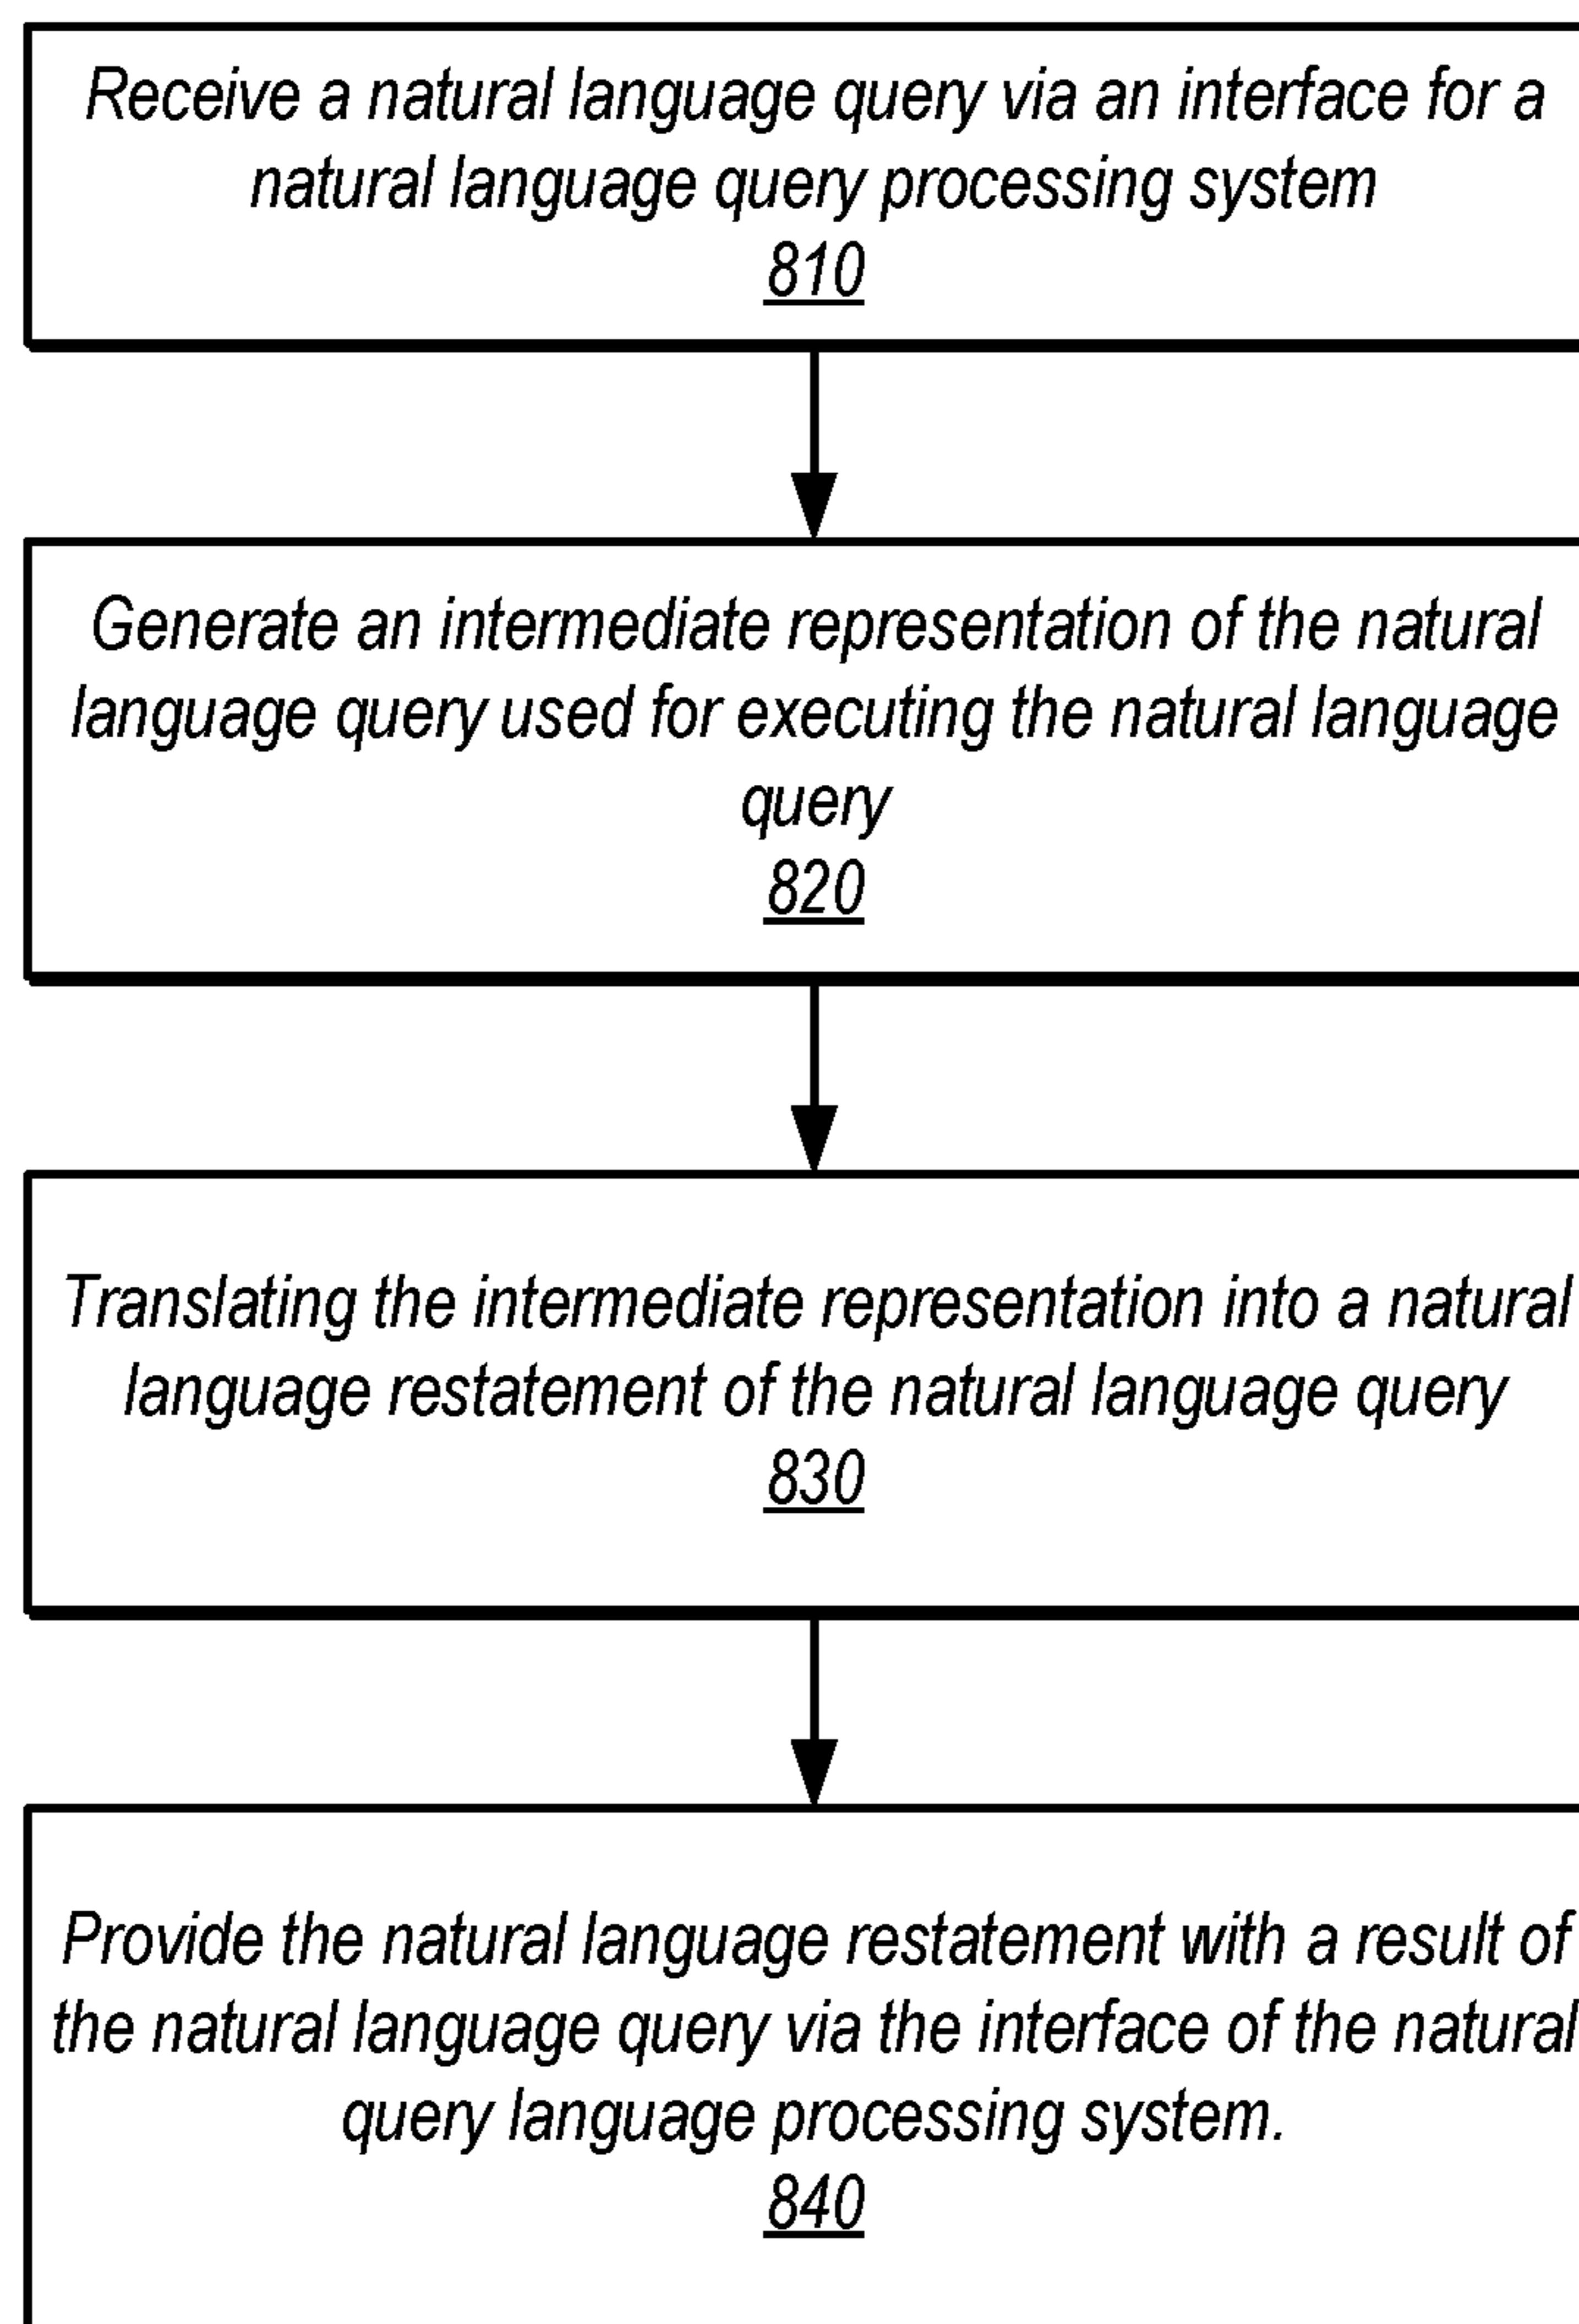 Receive a natural language query via an interface for a
natural language query processing system
810
Generate an intermediate representation of the natural
language query used for executing the natural language
query
820
Translating the intermediate representation into a natural
language restatement of the natural language query
830
Provide the natural language restatement with a result of
the natural language query via the interface of the natural
query language processing system.
840